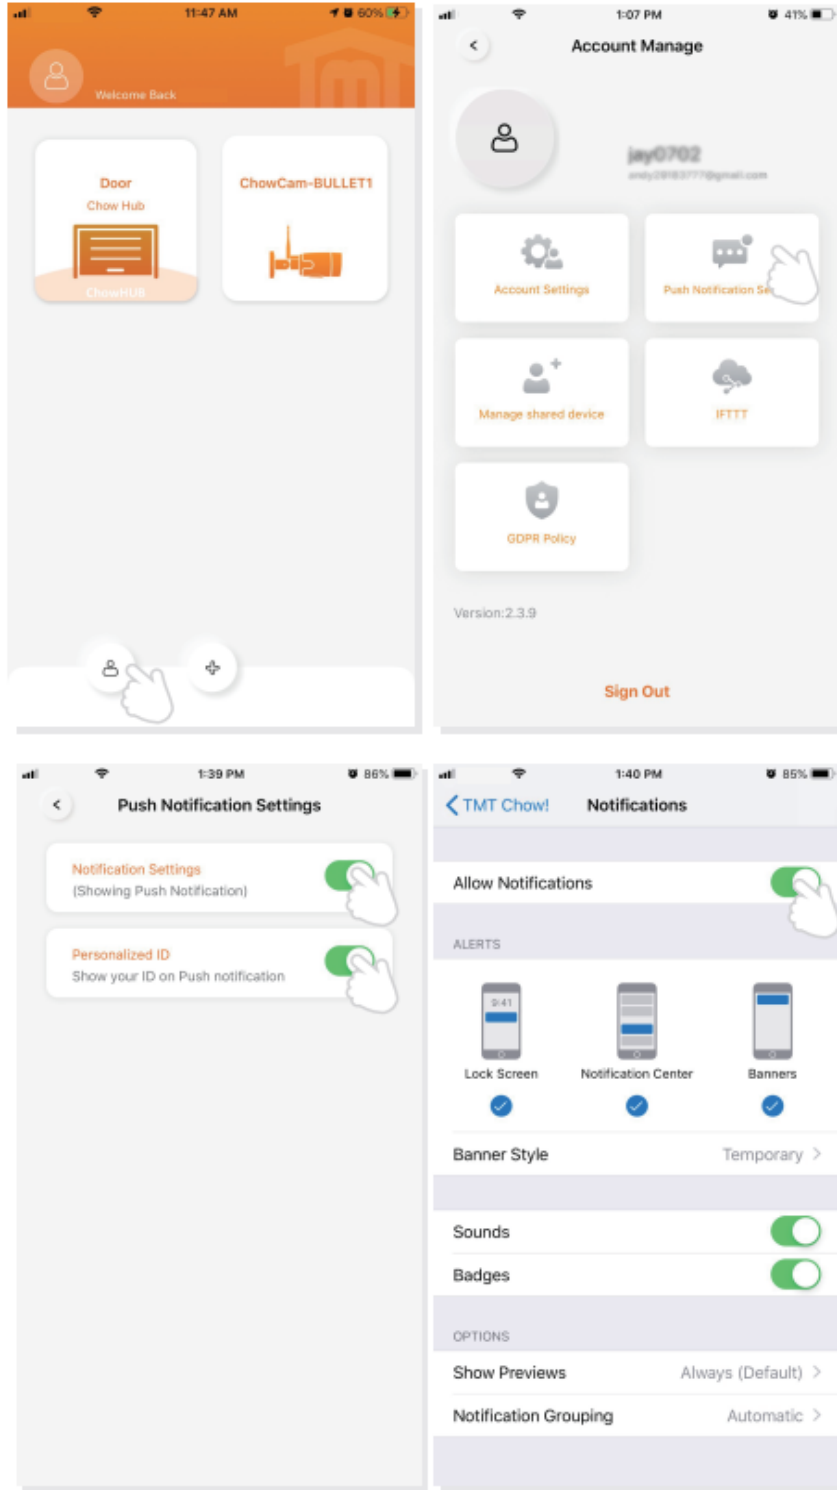 11:47 AM
60%
Welcome Back
Door
Chow Hub
ChowHUB
ChowCam-BULLET1
1:07 PM
41%
Account Manage
jay0702
Account Settings
Push Notification Se
Manage shared device
IFTTT
GDPR Policy
Version:2.3.9
Sign Out
1:39 PM
86%
Push Notification Settings
Notification Settings
(Showing Push Notification)
Personalized ID
Show your ID on Push notification
1:40 PM
85%
TMT Chow!
Notifications
Allow Notifications
ALERTS
9:41
Lock Screen
Notification Center
Banners
Banner Style
Temporary
Sounds
Badges
OPTIONS
Show Previews
Always (Default)
Notification Grouping
Automatic